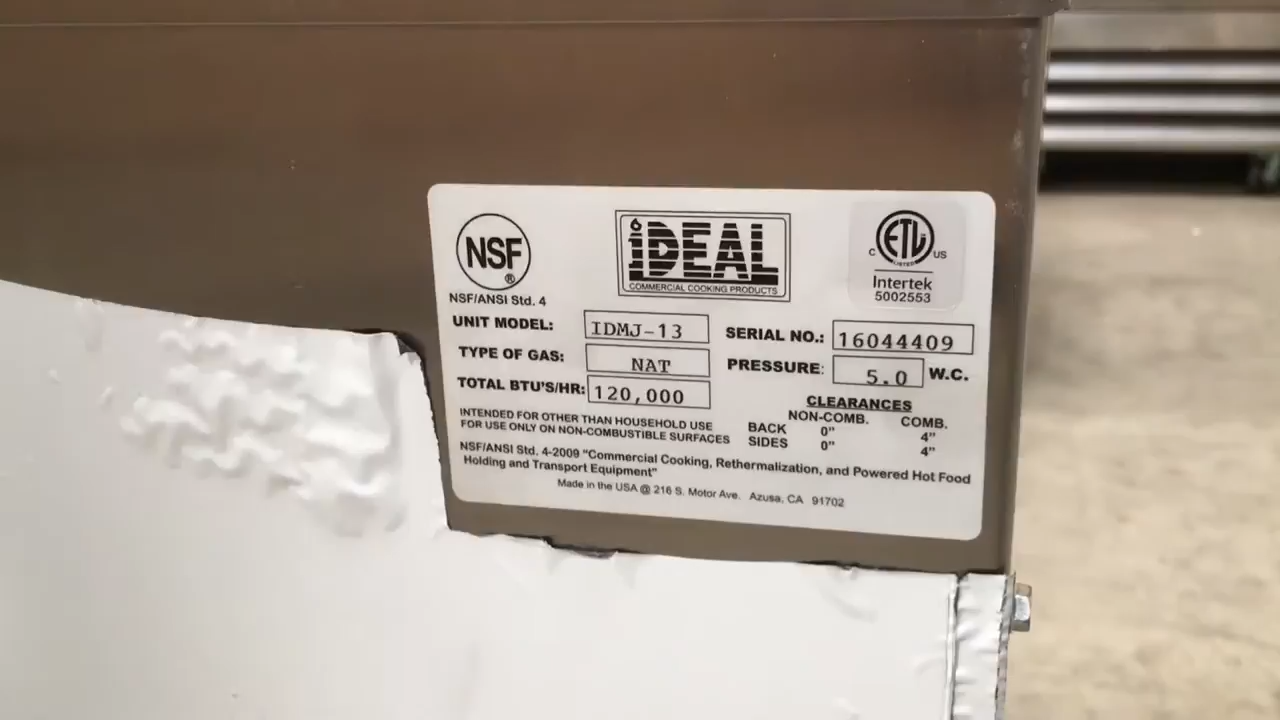 NSF®
iDEAL
COMMERCIAL COOKING PRODUCTS
C ETL US
LISTED
Intertek
5002553
NSF/ANSI Std. 4
UNIT MODEL: IDMJ-13 SERIAL NO.: 16044409
TYPE OF GAS: NAT PRESSURE: 5.0 W.C.
TOTAL BTU'S/HR: 120,000
CLEARANCES
NON-COMB. COMB.
BACK 0" 4"
SIDES 0" 4"
INTENDED FOR OTHER THAN HOUSEHOLD USE
FOR USE ONLY ON NON-COMBUSTIBLE SURFACES
NSF/ANSI Std. 4-2009 "Commercial Cooking, Rethermalization, and Powered Hot Food
Holding and Transport Equipment"
Made in the USA @ 216 S. Motor Ave. Azusa, CA 91702